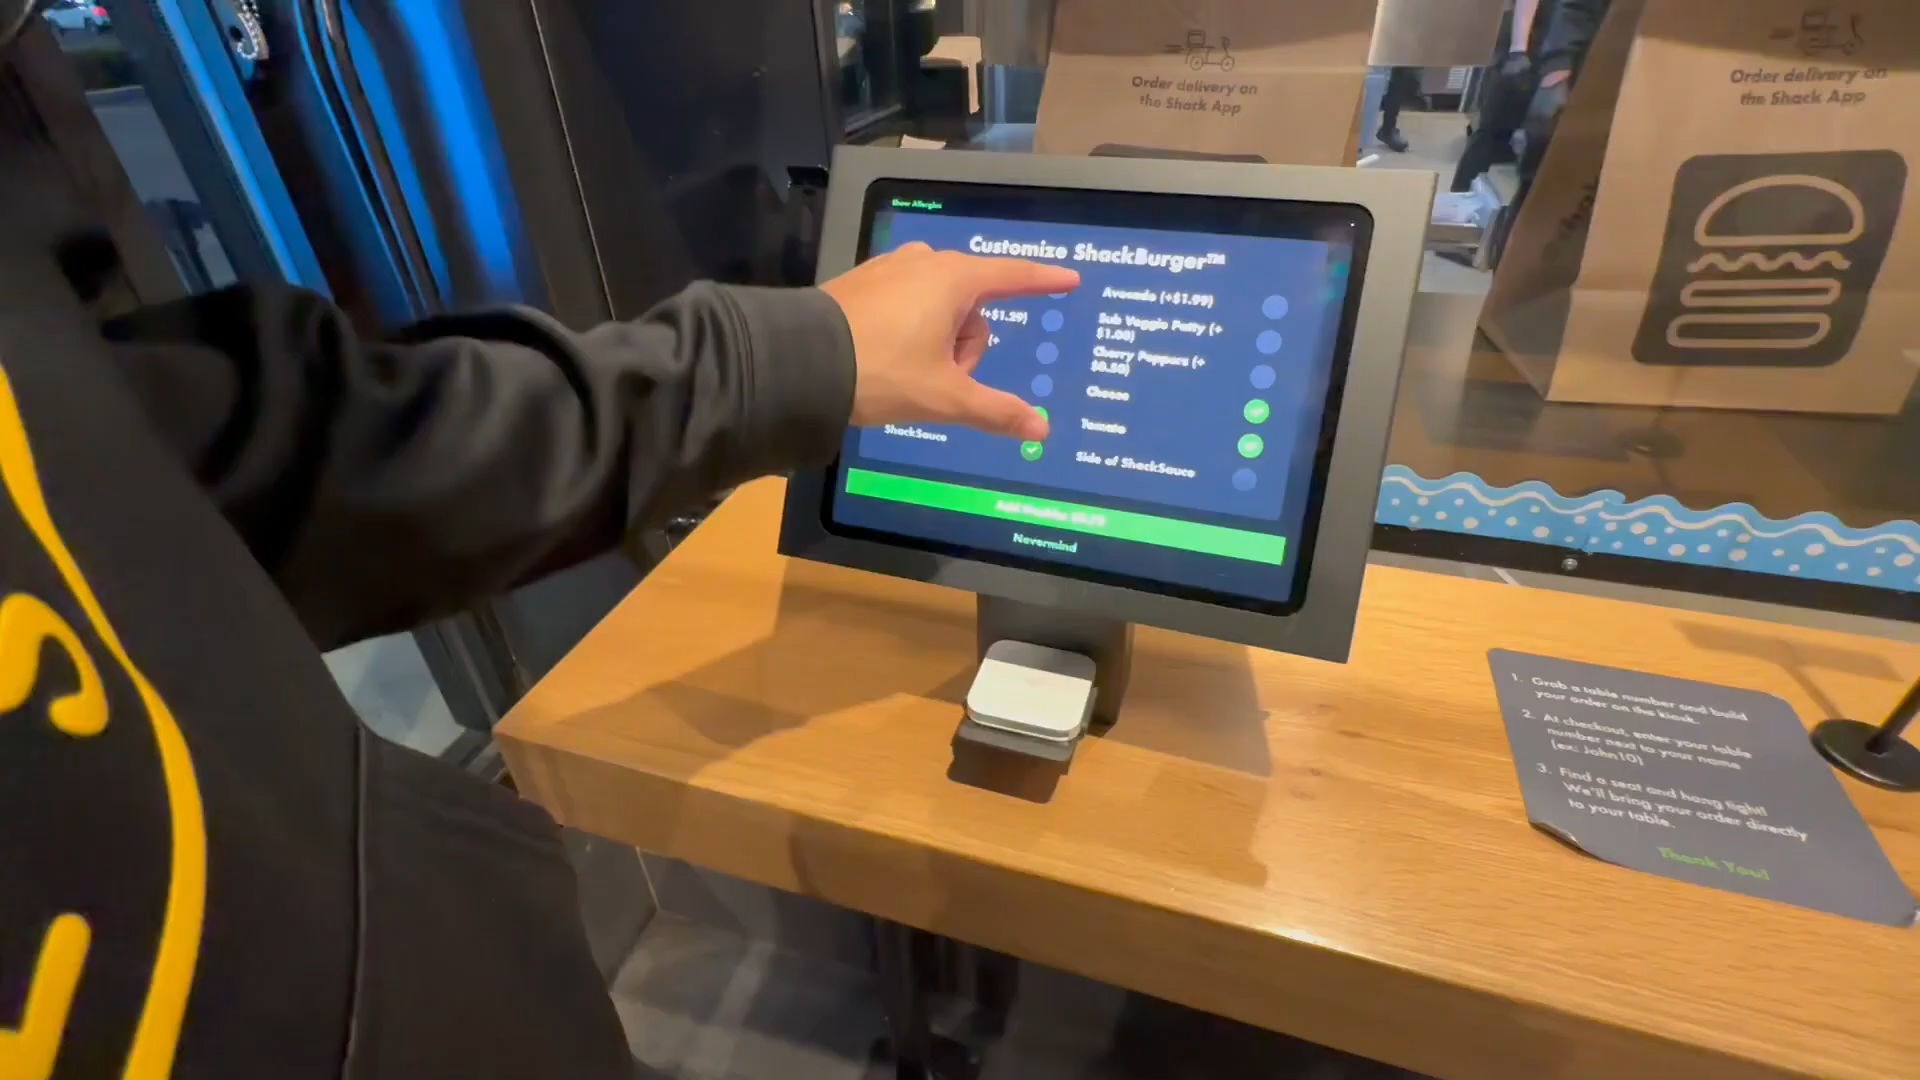 Order delivery on
the Shack App
Order delivery on
the Shack App
Show Allergies
Customize ShackBurger™
(+$1.29)
(+
ShackSauce
Avocado (+$1.99)
Sub Veggie Patty (+
$1.00)
Cherry Peppers (+
$0.50)
Cheese
Tomato
Side of ShackSauce
Nevermind
1. Grab a table number and build
your order on the kiosk.
2. At checkout, enter your table
number next to your name
(ex: John10)
3. Find a seat and hang tight!
We'll bring your order directly
to your table.
Thank You!